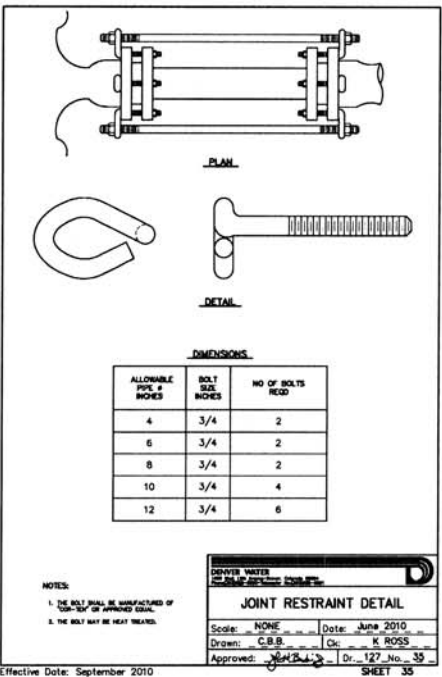 PLAN
DETAIL
DIMENSIONS
ALLOWABLE PIPE ø INCHES
BOLT SIZE INCHES
NO OF BOLTS REQD
4 3/4 2
6 3/4 2
8 3/4 2
10 3/4 4
12 3/4 6
NOTES:
1. THE BOLT SHALL BE MANUFACTURED OF
"COR-TEN" OR APPROVED EQUAL.
2. THE BOLT MAY BE HEAT TREATED.
DENVER WATER
JOINT RESTRAINT DETAIL
Scale: NONE Date: June 2010
Drawn: C.B.B. Ck: K ROSS
Approved: Dr. 127 No. 35
Effective Date: September 2010 SHEET 35